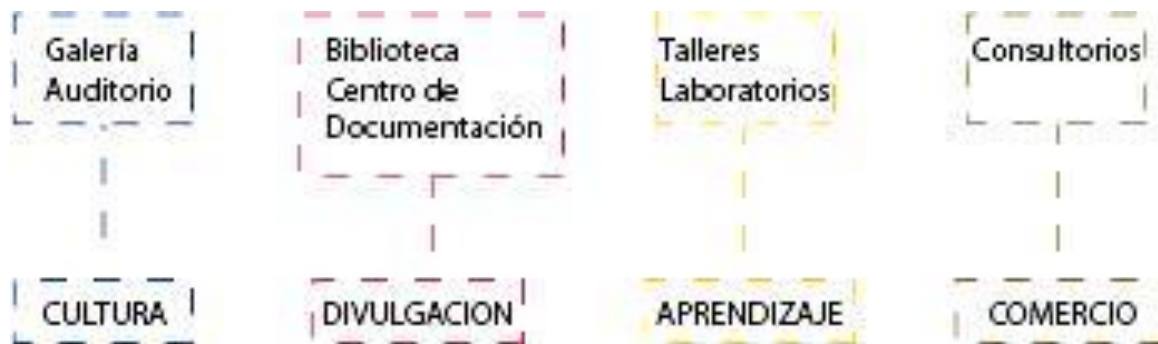 Galería
Auditorio
Biblioteca
Centro de
Documentación
Talleres
Laboratorios
Consultorios
CULTURA
DIVULGACION
APRENDIZAJE
COMERCIO